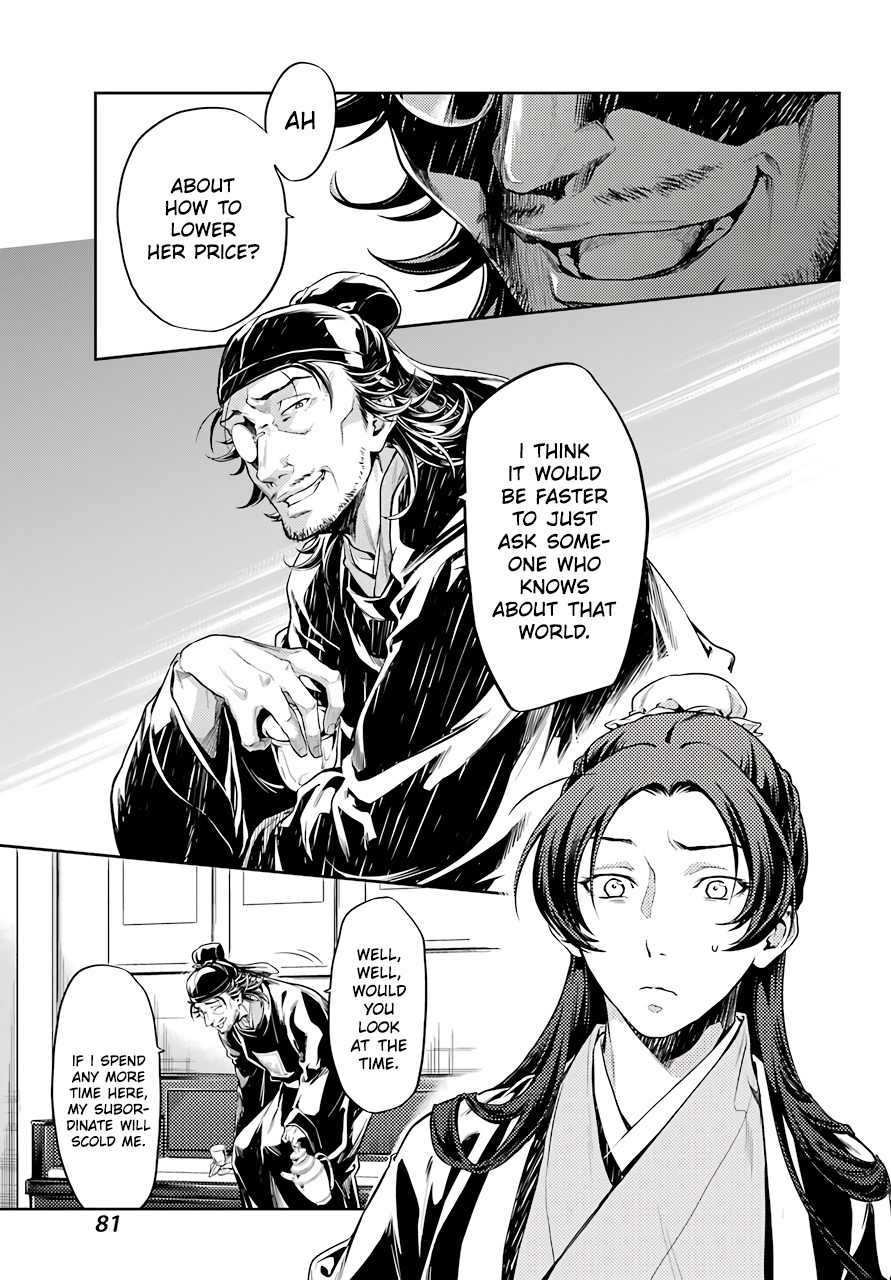 AH
ABOUT
HOW TO
LOWER
HER PRICE?
I THINK
IT WOULD
BE FASTER
TO JUST
ASK SOME-
ONE WHO
KNOWS
ABOUT THAT
WORLD.
WELL,
WELL,
WOULD
YOU
LOOK
AT THE
TIME.
IF I SPEND
ANY MORE
TIME HERE,
MY SUBOR-
DINATE WILL
SCOLD ME.
81